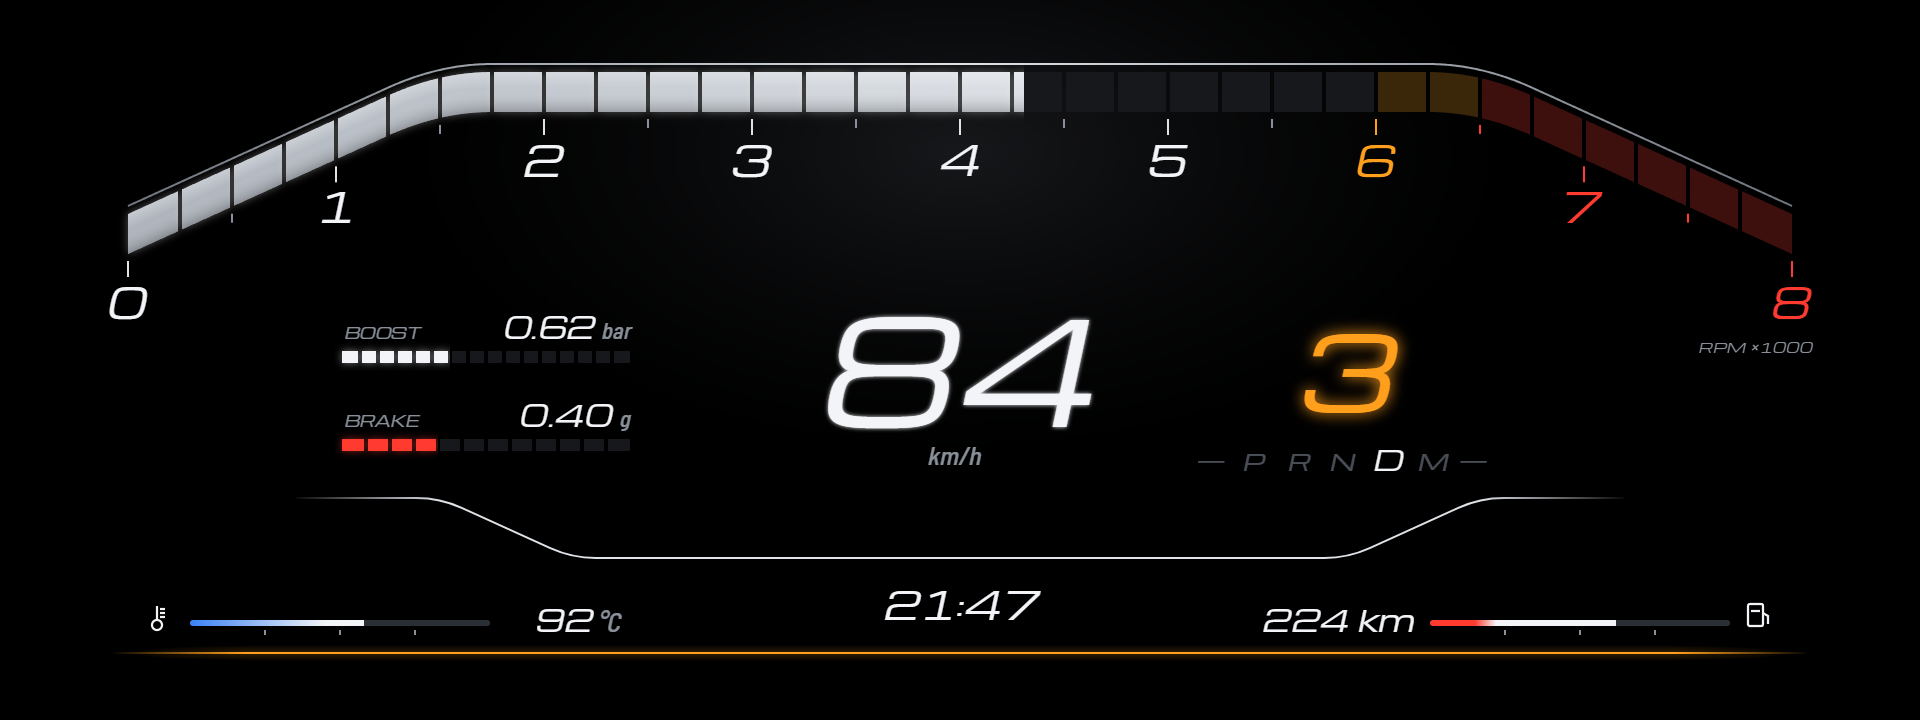 2 3 4 5 6
1 7
0 8
BOOST 0.62 bar
RPM ×1000
BRAKE 0.40 g
84
km/h
3
— P R N D M —
92 °C
21:47
224 km